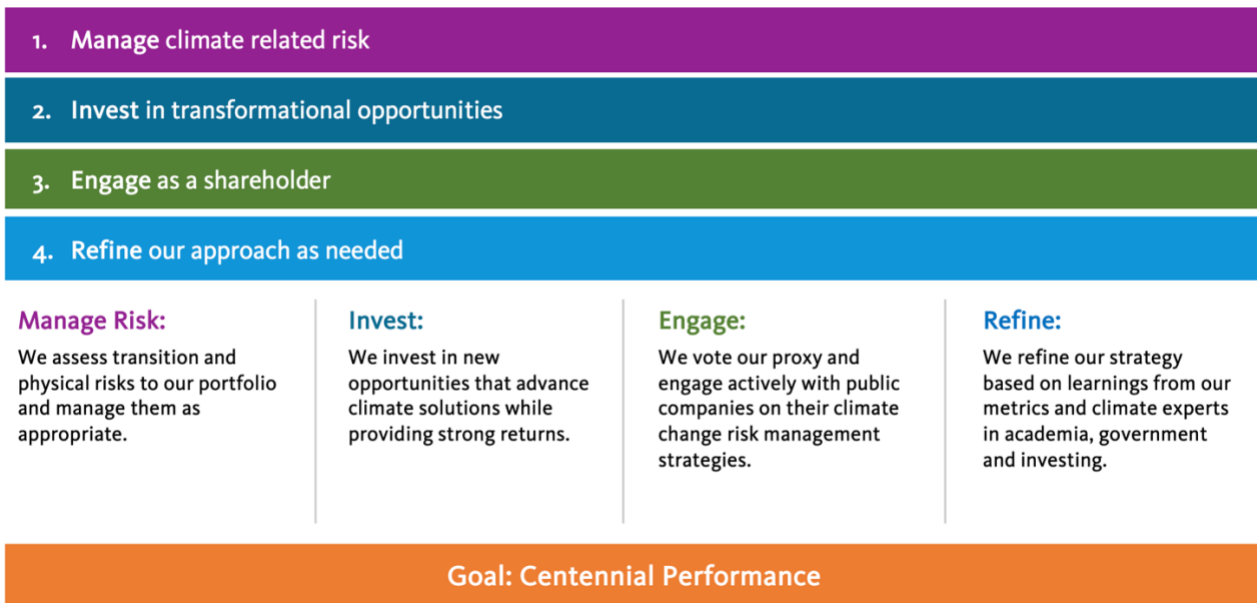 1. Manage climate related risk
2. Invest in transformational opportunities
3. Engage as a shareholder
4. Refine our approach as needed
Manage Risk:
We assess transition and
physical risks to our portfolio
and manage them as
appropriate.
Invest:
We invest in new
opportunities that advance
climate solutions while
providing strong returns.
Engage:
We vote our proxy and
engage actively with public
companies on their climate
change risk management
strategies.
Refine:
We refine our strategy
based on learnings from our
metrics and climate experts
in academia, government
and investing.
Goal: Centennial Performance